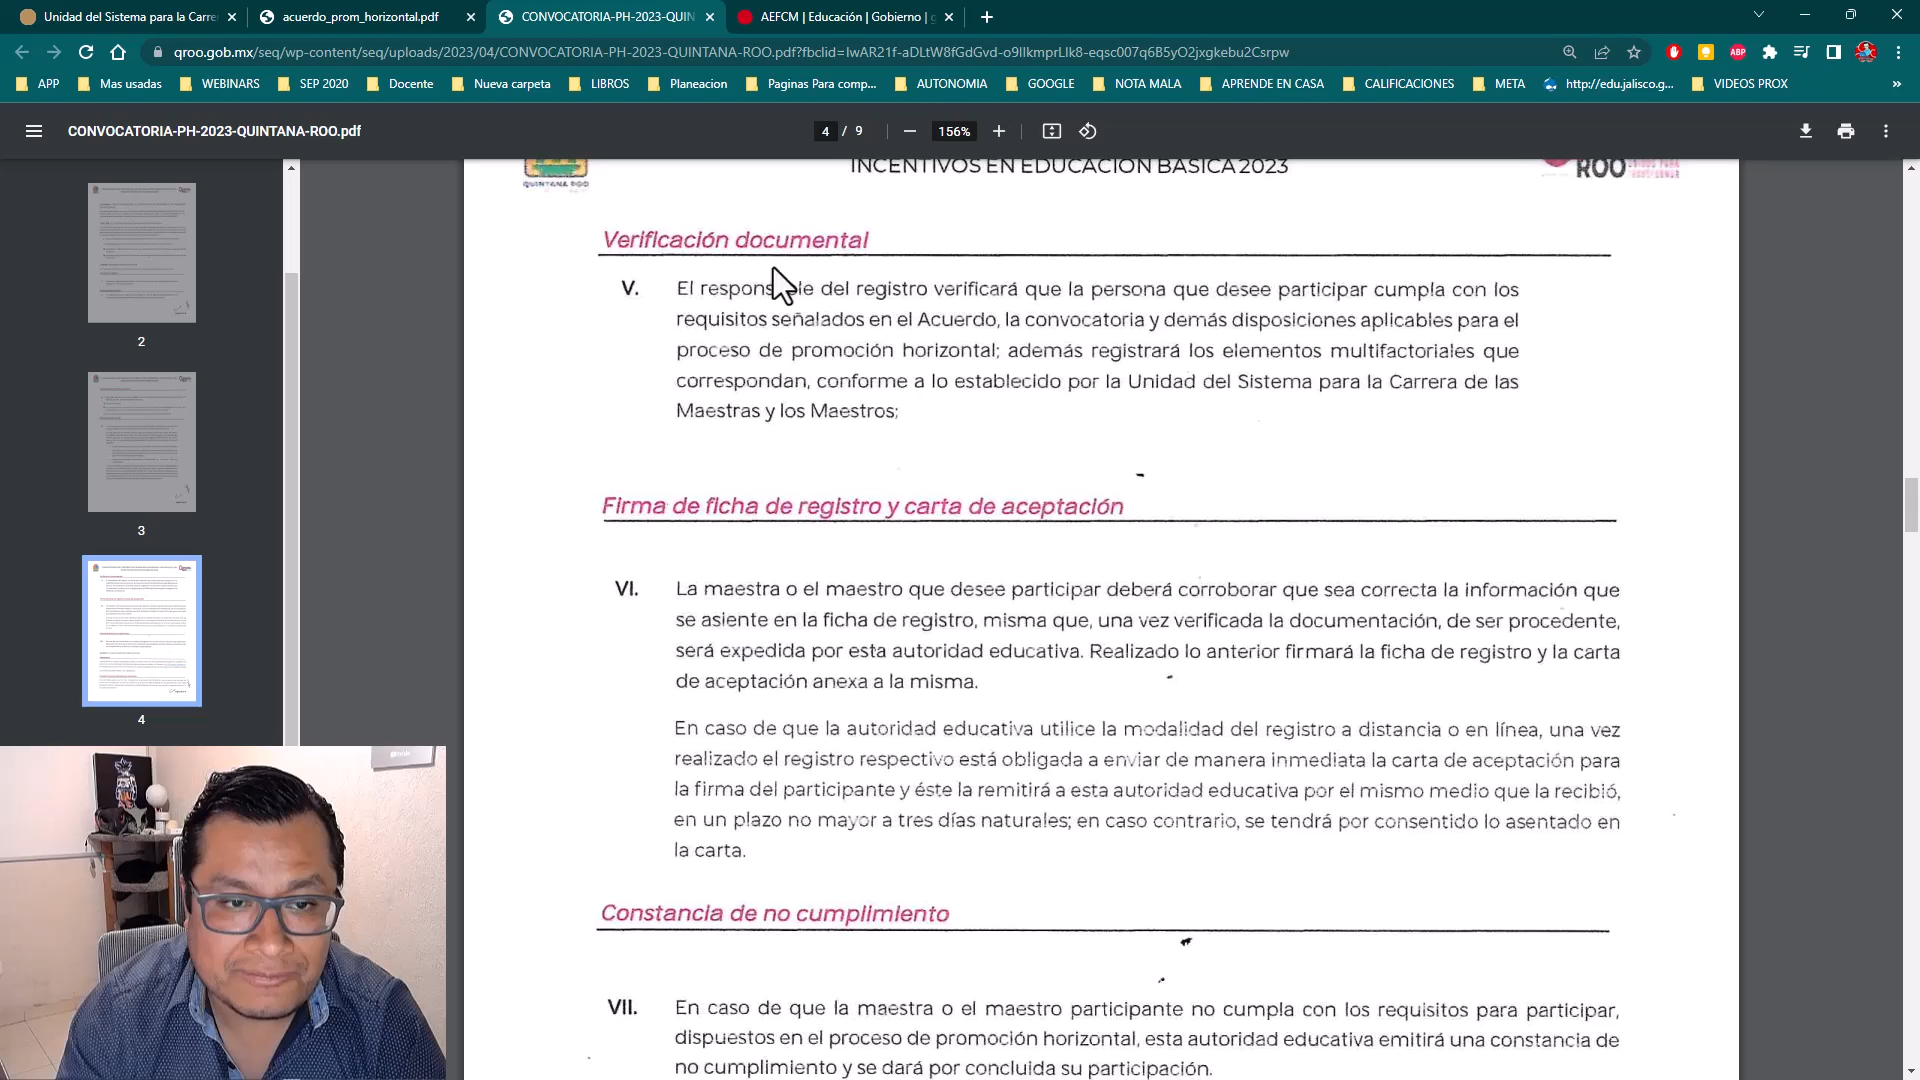 Unidad del Sistema para la Carre
acuerdo_prom_horizontal.pdf
CONVOCATORIA-PH-2023-QUIN
AEFCM | Educación | Gobierno | g
qroo.gob.mx/seq/wp-content/seq/uploads/2023/04/CONVOCATORIA-PH-2023-QUINTANA-ROO.pdf?fbclid=IwAR21f-aDLtW8fGdGvd-o9IlkmprLlk8-eqsc007q6B5yO2jxgkebu2Csrpw
APP
Mas usadas
WEBINARS
SEP 2020
Docente
Nueva carpeta
LIBROS
Planeacion
Paginas Para comp...
AUTONOMIA
GOOGLE
NOTA MALA
APRENDE EN CASA
CALIFICACIONES
META
http://edu.jalisco.g...
VIDEOS PROX
CONVOCATORIA-PH-2023-QUINTANA-ROO.pdf
4 / 9
156%
2
3
4
QUINTANA ROO
INCENTIVOS EN EDUCACIÓN BÁSICA 2023
ROO
Verificación documental
V. El respons le del registro verificará que la persona que desee participar cumpla con los
requisitos señalados en el Acuerdo, la convocatoria y demás disposiciones aplicables para el
proceso de promoción horizontal; además registrará los elementos multifactoriales que
correspondan, conforme a lo establecido por la Unidad del Sistema para la Carrera de las
Maestras y los Maestros;
Firma de ficha de registro y carta de aceptación
VI. La maestra o el maestro que desee participar deberá corroborar que sea correcta la información que
se asiente en la ficha de registro, misma que, una vez verificada la documentación, de ser procedente,
será expedida por esta autoridad educativa. Realizado lo anterior firmará la ficha de registro y la carta
de aceptación anexa a la misma.
En caso de que la autoridad educativa utilice la modalidad del registro a distancia o en línea, una vez
realizado el registro respectivo está obligada a enviar de manera inmediata la carta de aceptación para
la firma del participante y éste la remitirá a esta autoridad educativa por el mismo medio que la recibió,
en un plazo no mayor a tres días naturales; en caso contrario, se tendrá por consentido lo asentado en
la carta.
Constancia de no cumplimiento
VII. En caso de que la maestra o el maestro participante no cumpla con los requisitos para participar,
dispuestos en el proceso de promoción horizontal, esta autoridad educativa emitirá una constancia de
no cumplimiento y se dará por concluida su participación.